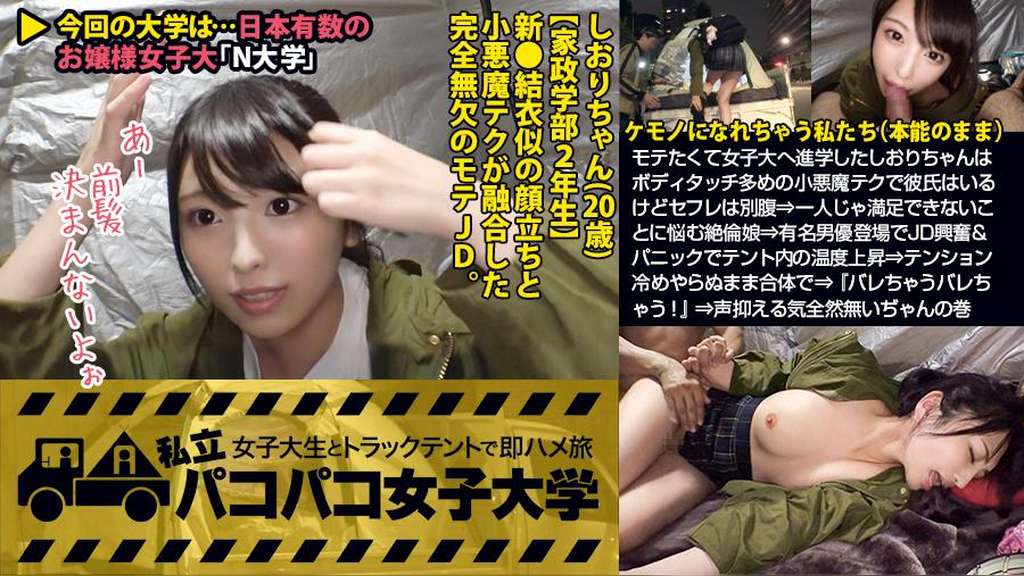 ▶今回の大学は…日本有数の
お嬢様女子大「N大学」
あー
前髪
決まんないよぉ
しおりちゃん(20歳)
【家政学部2年生】
新●結衣似の顔立ちと
小悪魔テクが融合した
完全無欠のモテJD。
ケモノになれちゃう私たち(本能のまま)
モテたくて女子大へ進学したしおりちゃんは
ボディタッチ多めの小悪魔テクで彼氏はいる
けどセフレは別腹⇒一人じゃ満足できないこ
とに悩む絶倫娘⇒有名男優登場でJD興奮&
パニックでテント内の温度上昇⇒テンション
冷めやらぬまま合体で⇒『バレちゃうバレち
ゃう!』⇒声抑える気全然無いぢゃんの巻
私立 女子大生とトラックテントで即ハメ旅
パコパコ女子大学